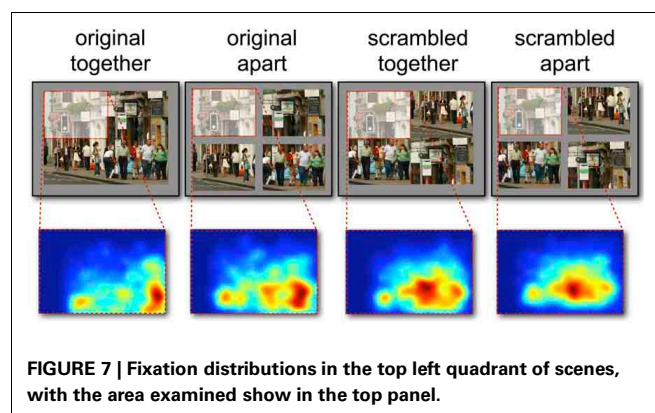 original together
original apart
scrambled together
scrambled apart
FIGURE 7 | Fixation distributions in the top left quadrant of scenes,
with the area examined show in the top panel.